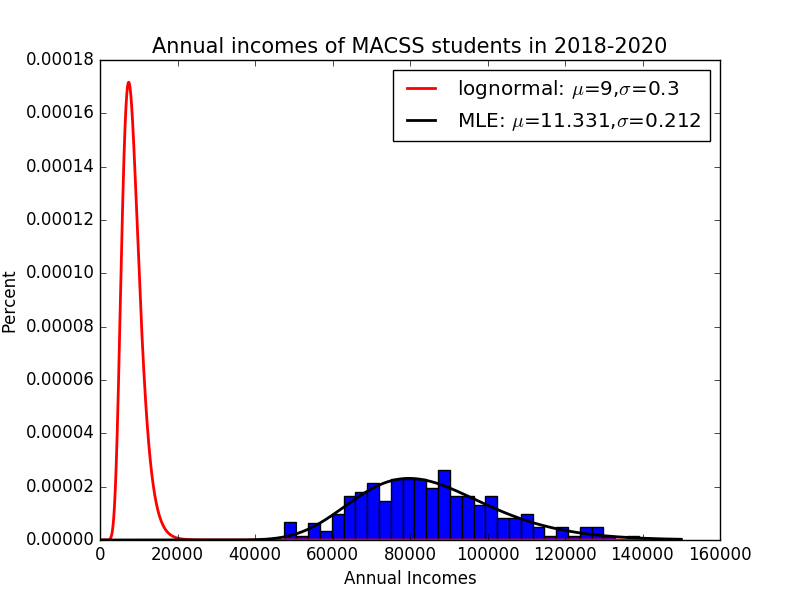 Annual incomes of MACSS students in 2018-2020
lognormal: μ=9,σ=0.3
MLE: μ=11.331,σ=0.212
Percent
0.00018
0.00016
0.00014
0.00012
0.00010
0.00008
0.00006
0.00004
0.00002
0.00000
0 20000 40000 60000 80000 100000 120000 140000 160000
Annual Incomes